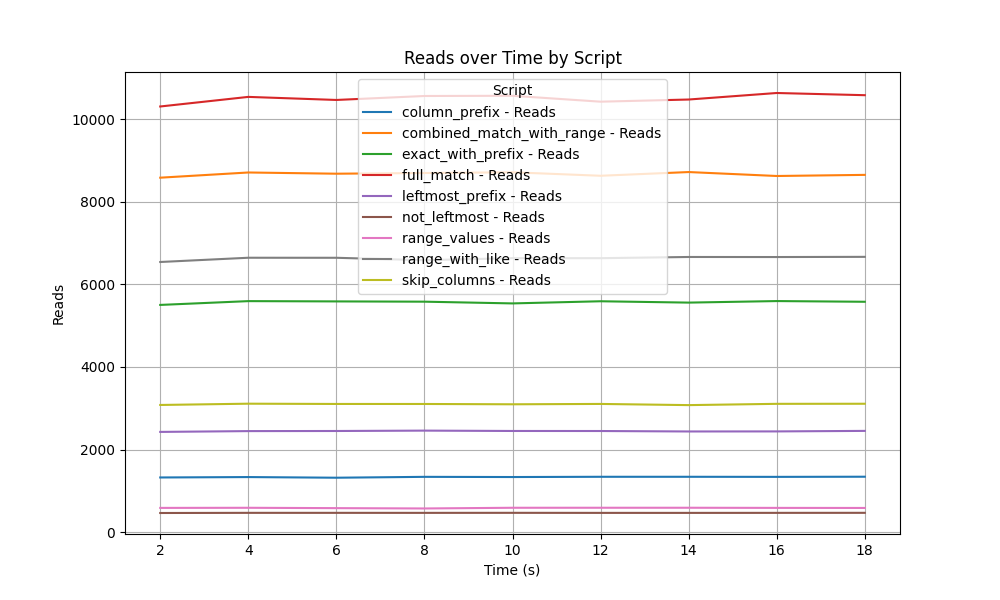 Reads over Time by Script
Script
column_prefix - Reads
combined_match_with_range - Reads
exact_with_prefix - Reads
full_match - Reads
leftmost_prefix - Reads
not_leftmost - Reads
range_values - Reads
range_with_like - Reads
skip_columns - Reads
Reads
10000
8000
6000
4000
2000
0
2 4 6 8 10 12 14 16 18
Time (s)